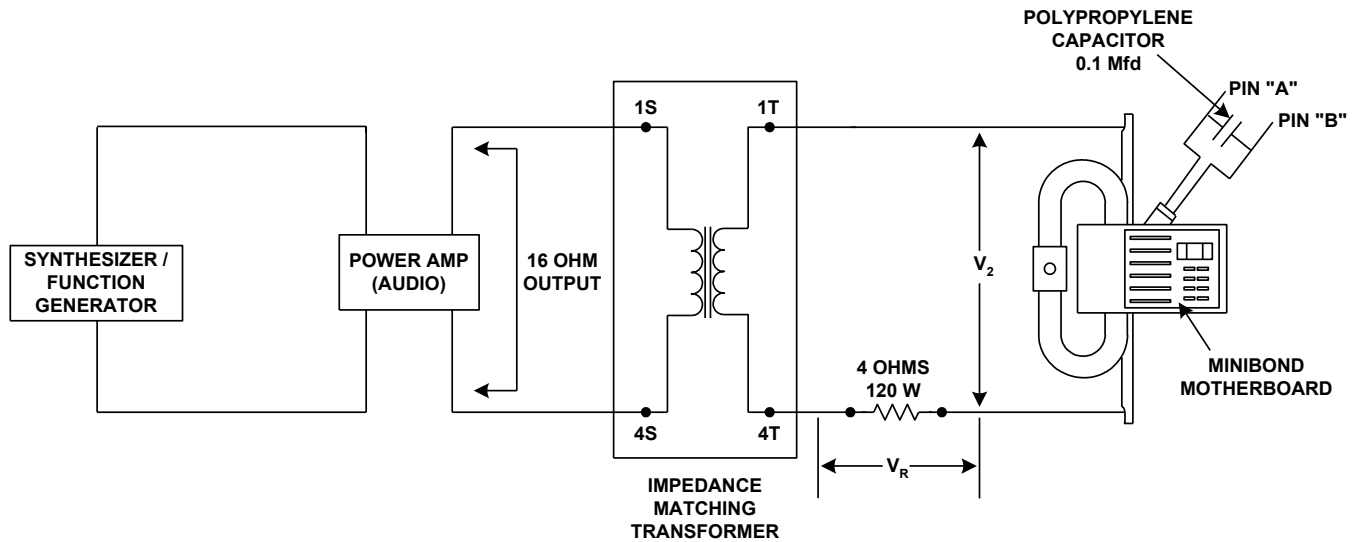 POLYPROPYLENE
CAPACITOR
0.1 Mfd
PIN "A"
PIN "B"
1S
1T
SYNTHESIZER /
FUNCTION
GENERATOR
POWER AMP
(AUDIO)
16 OHM
OUTPUT
V2
4 OHMS
120 W
MINIBOND
MOTHERBOARD
4S
4T
VR
IMPEDANCE
MATCHING
TRANSFORMER